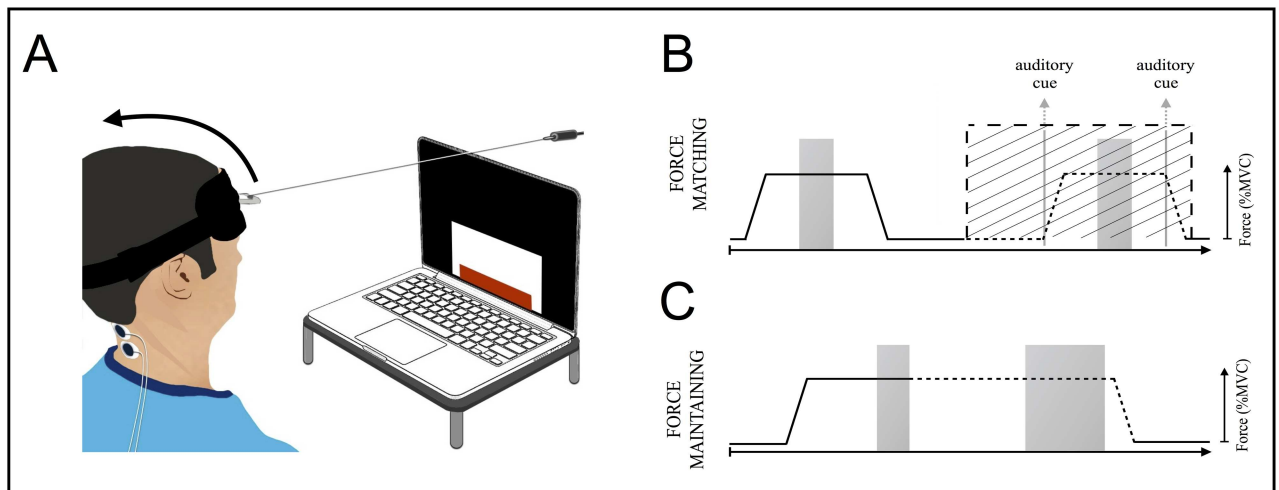 A
B
auditory
cue
auditory
cue
FORCE
MATCHING
Force (%MVC)
C
FORCE
MAINTAINING
Force (%MVC)